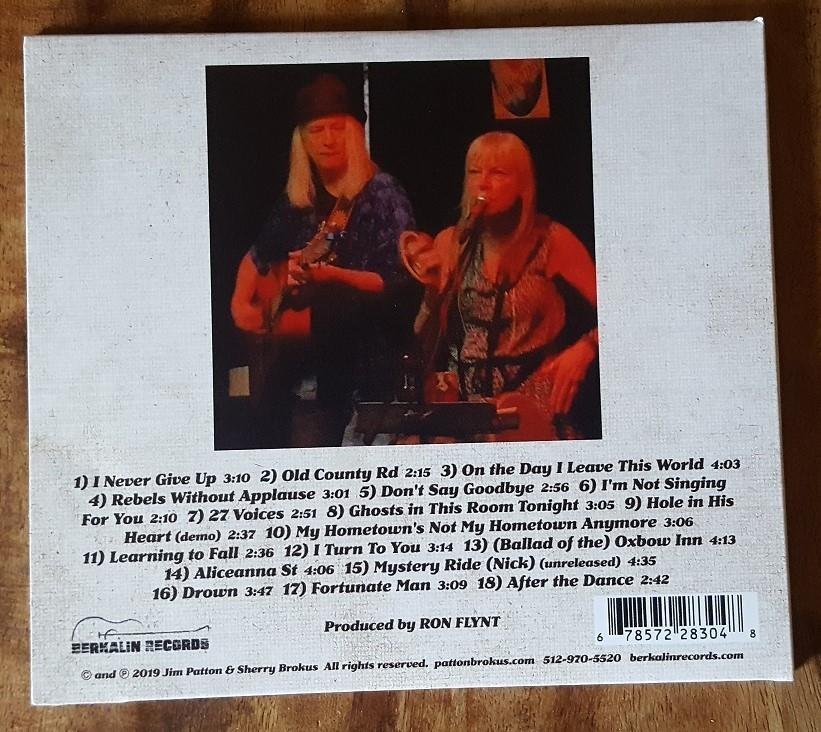 1) I Never Give Up 3:10 2) Old County Rd 2:15 3) On the Day I Leave This World 4:03
4) Rebels Without Applause 3:01 5) Don't Say Goodbye 2:56 6) I'm Not Singing
For You 2:10 7) 27 Voices 2:51 8) Ghosts in This Room Tonight 3:05 9) Hole in His
Heart (demo) 2:37 10) My Hometown's Not My Hometown Anymore 3:06
11) Learning to Fall 2:36 12) I Turn To You 3:14 13) (Ballad of the) Oxbow Inn 4:13
14) Aliceanna St 4:06 15) Mystery Ride (Nick) (unreleased) 4:35
16) Drown 3:47 17) Fortunate Man 3:09 18) After the Dance 2:42
Produced by RON FLYNT
BERKALIN RECORDS
6 78572 28304 8
© and ℗ 2019 Jim Patton & Sherry Brokus All rights reserved. pattonbrokus.com 512-970-5520 berkalinrecords.com